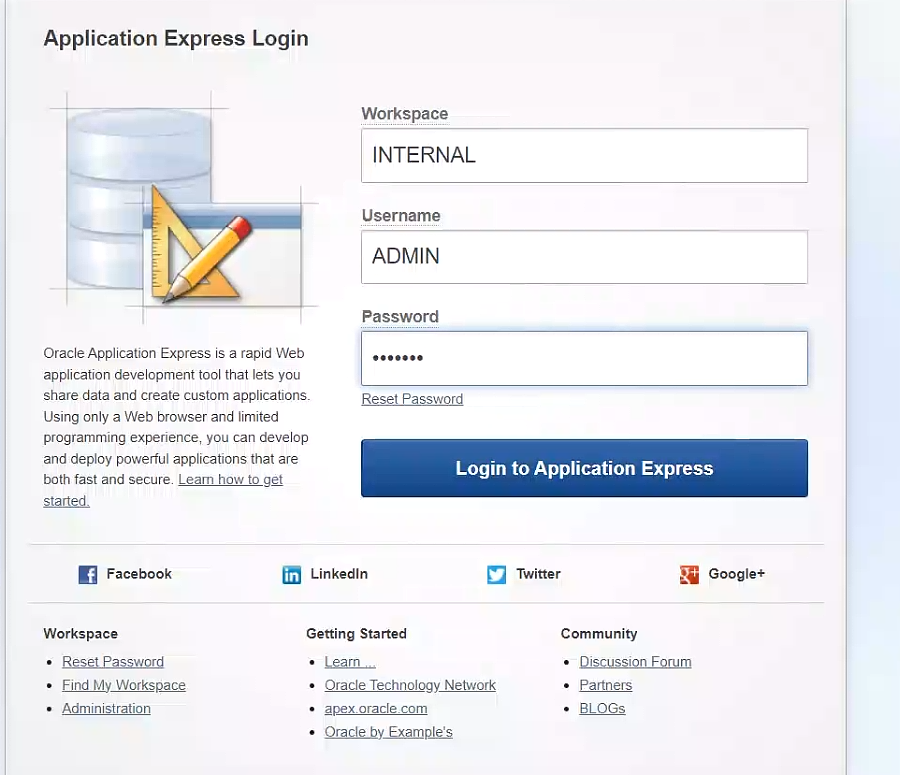 Application Express Login
Workspace
INTERNAL
Username
ADMIN
Password
•••••••
Reset Password
Login to Application Express
Oracle Application Express is a rapid Web
application development tool that lets you
share data and create custom applications.
Using only a Web browser and limited
programming experience, you can develop
and deploy powerful applications that are
both fast and secure. Learn how to get
started.
Facebook
LinkedIn
Twitter
Google+
Workspace
Reset Password
Find My Workspace
Administration
Getting Started
Learn ...
Oracle Technology Network
apex.oracle.com
Oracle by Example's
Community
Discussion Forum
Partners
BLOGs